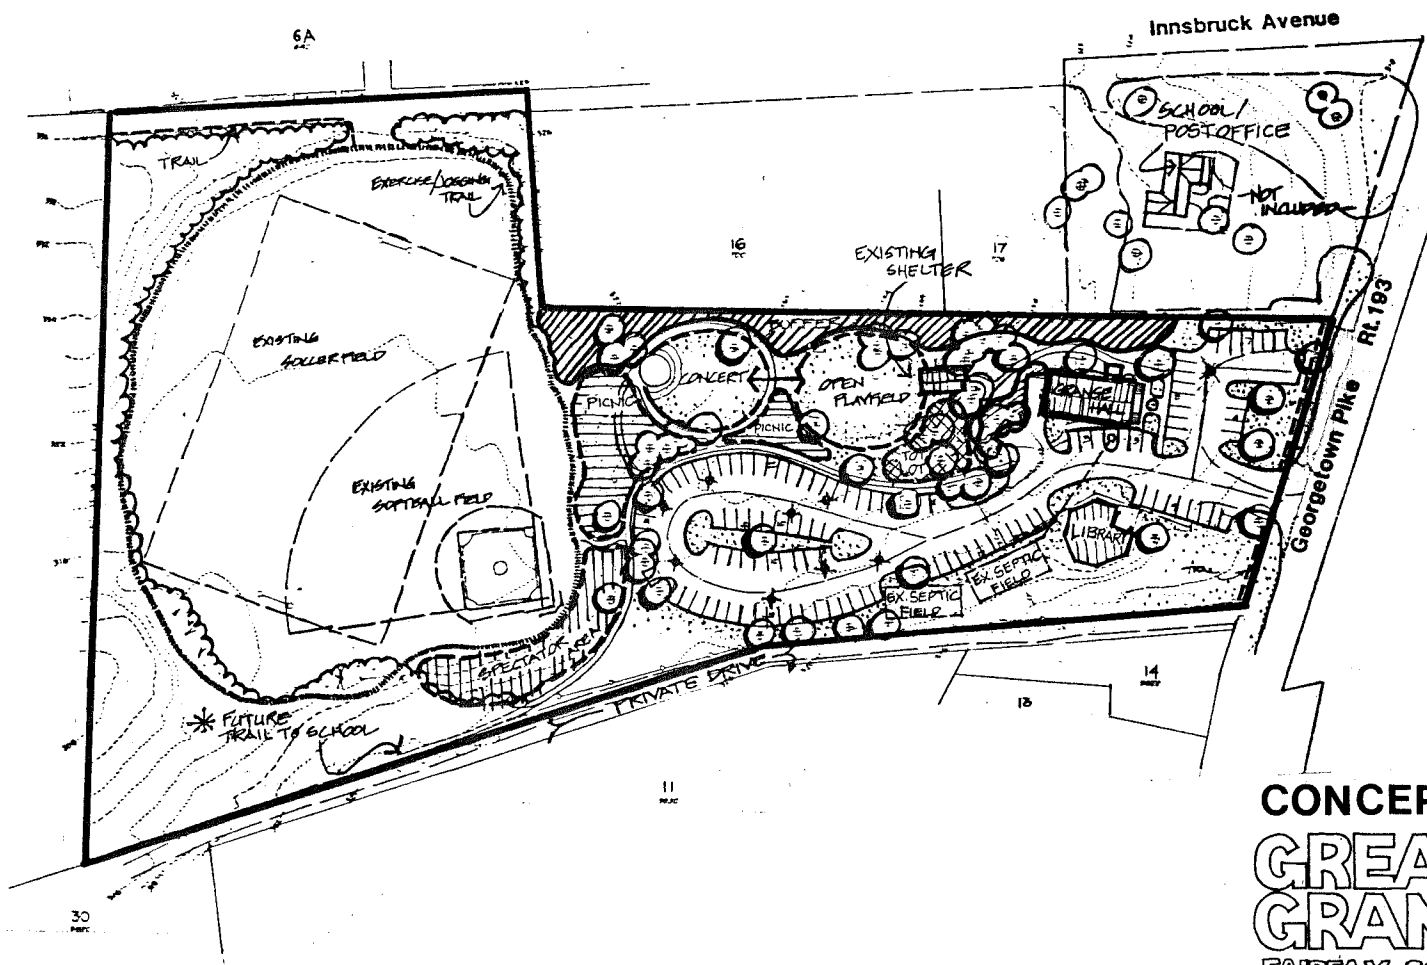 Innsbruck Avenue
6A
SCHOOL/
POSTOFFICE
NOT
INCLUDED
TRAIL
EXERCISE/JOGGING
TRAIL
16
17
EXISTING
SHELTER
Rt. 193
Georgetown Pike
BUFFER
EXISTING
SOCCER FIELD
CONCERT
OPEN
PLAYFIELD
GRANGE
HALL
PICNIC
PICNIC
TOT
LOT
EXISTING
SOFTBALL FIELD
LIBRARY
EX. SEPTIC
FIELD
EX. SEPTIC
FIELD
SPECTATOR AREA
PRIVATE DRIVE
14
13
FUTURE
TRAIL TO SCHOOL
11
30
CONCEP
GREA
GRAN